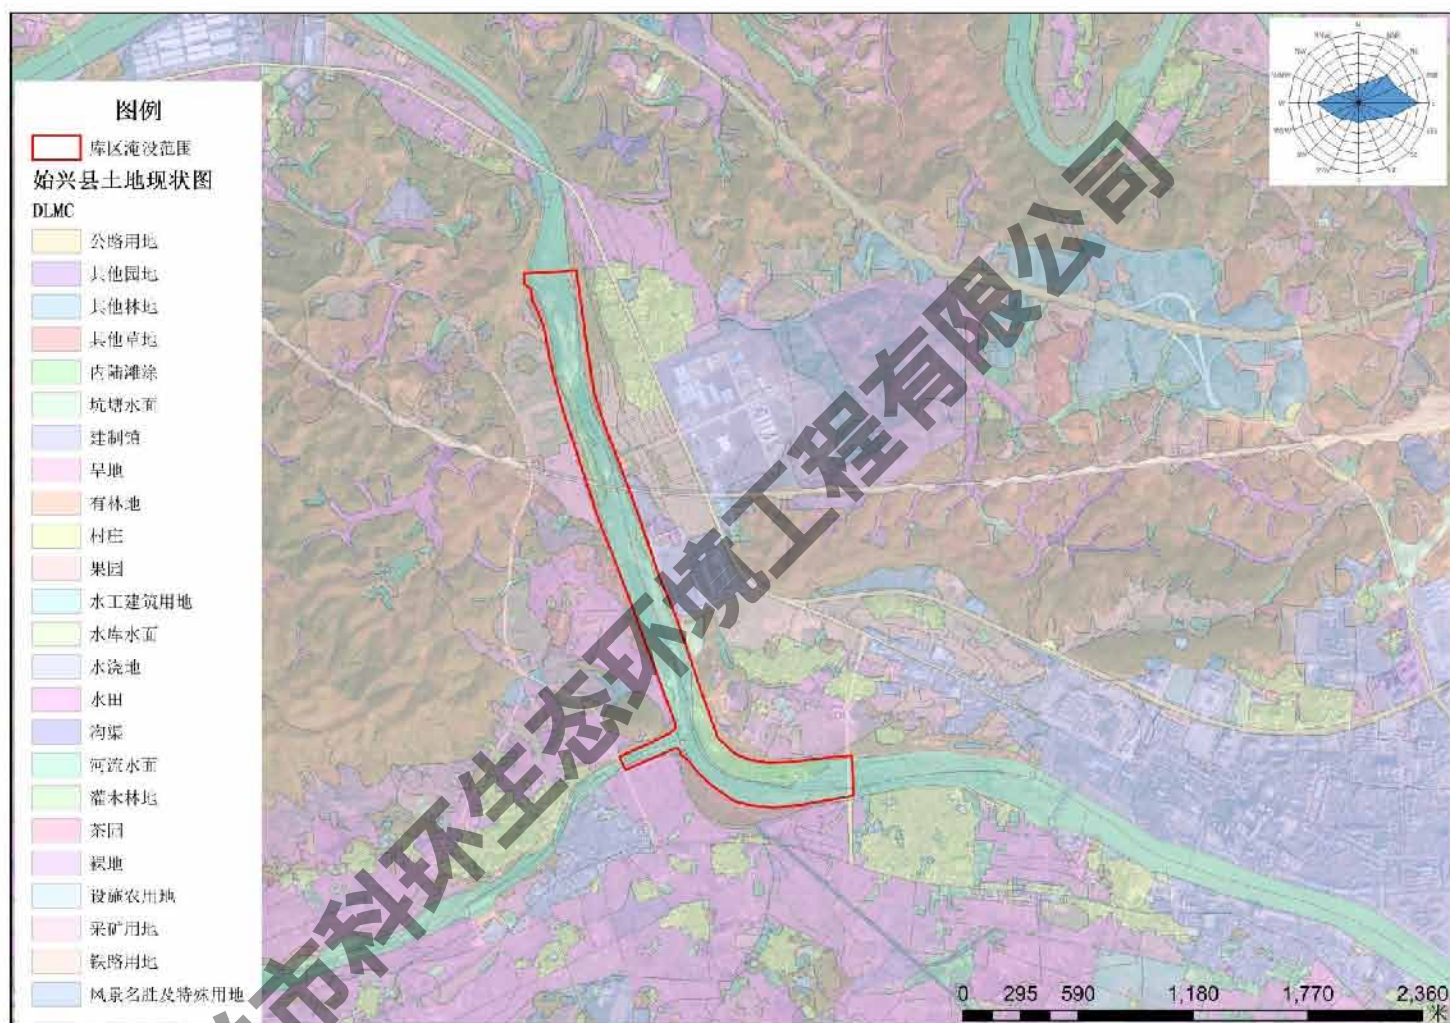 图例
库区淹没范围
始兴县土地现状图
DLMC
公路用地
其他园地
其他林地
其他草地
内陆滩涂
坑塘水面
建制镇
旱地
有林地
村庄
果园
水工建筑用地
水库水面
水浇地
水田
沟渠
河流水面
灌木林地
茶园
裸地
设施农用地
采矿用地
铁路用地
风景名胜及特殊用地
市科环生态环境工程有限公司
0 295 590 1,180 1,770 2,360
米